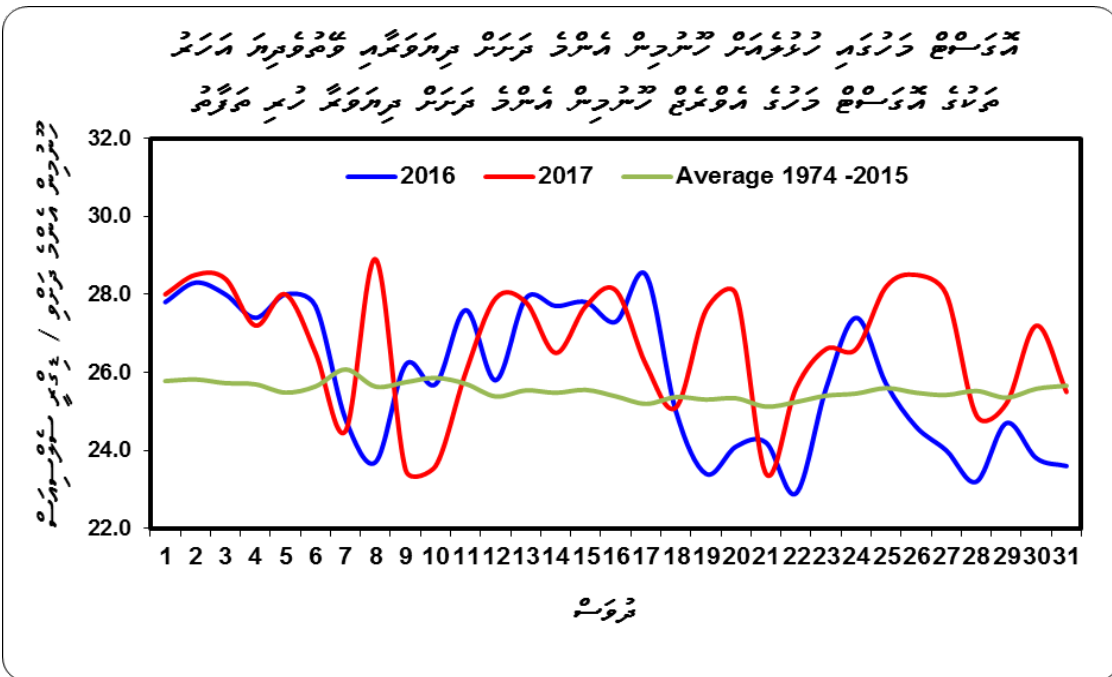 އޮގަސްޓް މަހުގައި ހުޅުލެއަށް ހޫނުމިން އެންމެ ދަށަށް ދިޔަވަރާއި ވޭތުވެދިޔަ އަހަރު
ތަކުގެ އޮގަސްޓް މަހުގެ އެވްރެޖް ހޫނުމިން އެންމެ ދަށަށް ދިޔަވަރާ ހުރި ތަފާތު
2016 2017 Average 1974 -2015
ހޫނުމިން އެންމެ ދަށްވި / ޑިގްރީ ސެލްސިއަސް
32.0
30.0
28.0
26.0
24.0
22.0
1 2 3 4 5 6 7 8 9 10 11 12 13 14 15 16 17 18 19 20 21 22 23 24 25 26 27 28 29 30 31
ދުވަސް